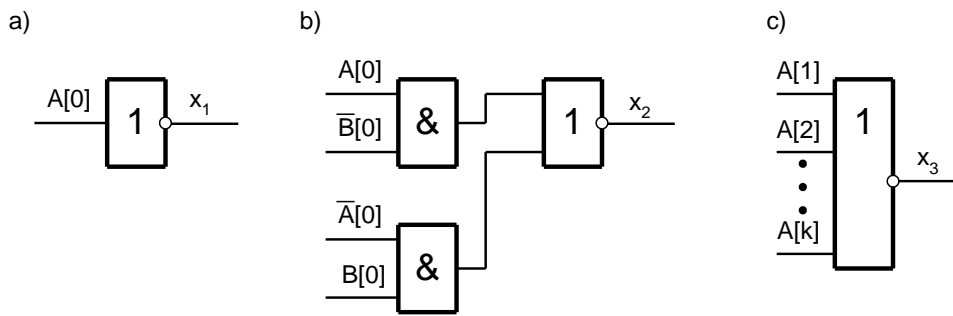 a)
A[0]
1
x₁
b)
A[0]
B̅[0]
&
A̅[0]
B[0]
&
1
x₂
c)
A[1]
A[2]
A[k]
1
x₃